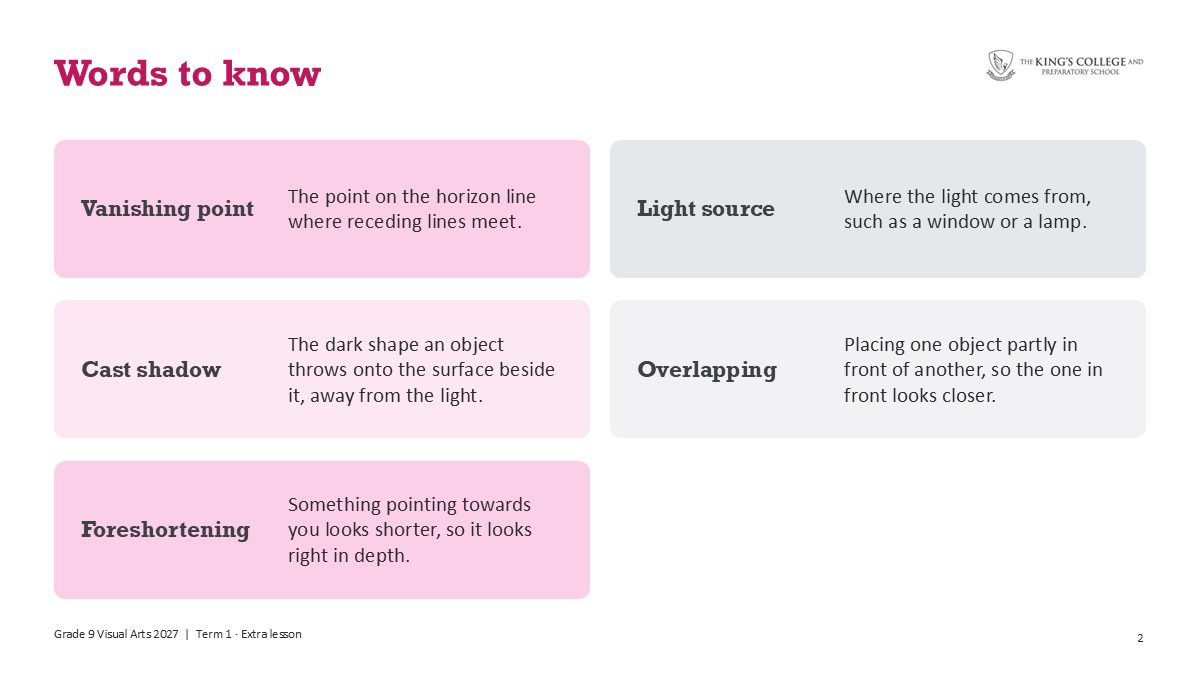 Words to know
THE KING'S COLLEGE AND
PREPARATORY SCHOOL
Vanishing point
The point on the horizon line
where receding lines meet.
Light source
Where the light comes from,
such as a window or a lamp.
Cast shadow
The dark shape an object
throws onto the surface beside
it, away from the light.
Overlapping
Placing one object partly in
front of another, so the one in
front looks closer.
Foreshortening
Something pointing towards
you looks shorter, so it looks
right in depth.
Grade 9 Visual Arts 2027 | Term 1 · Extra lesson
2